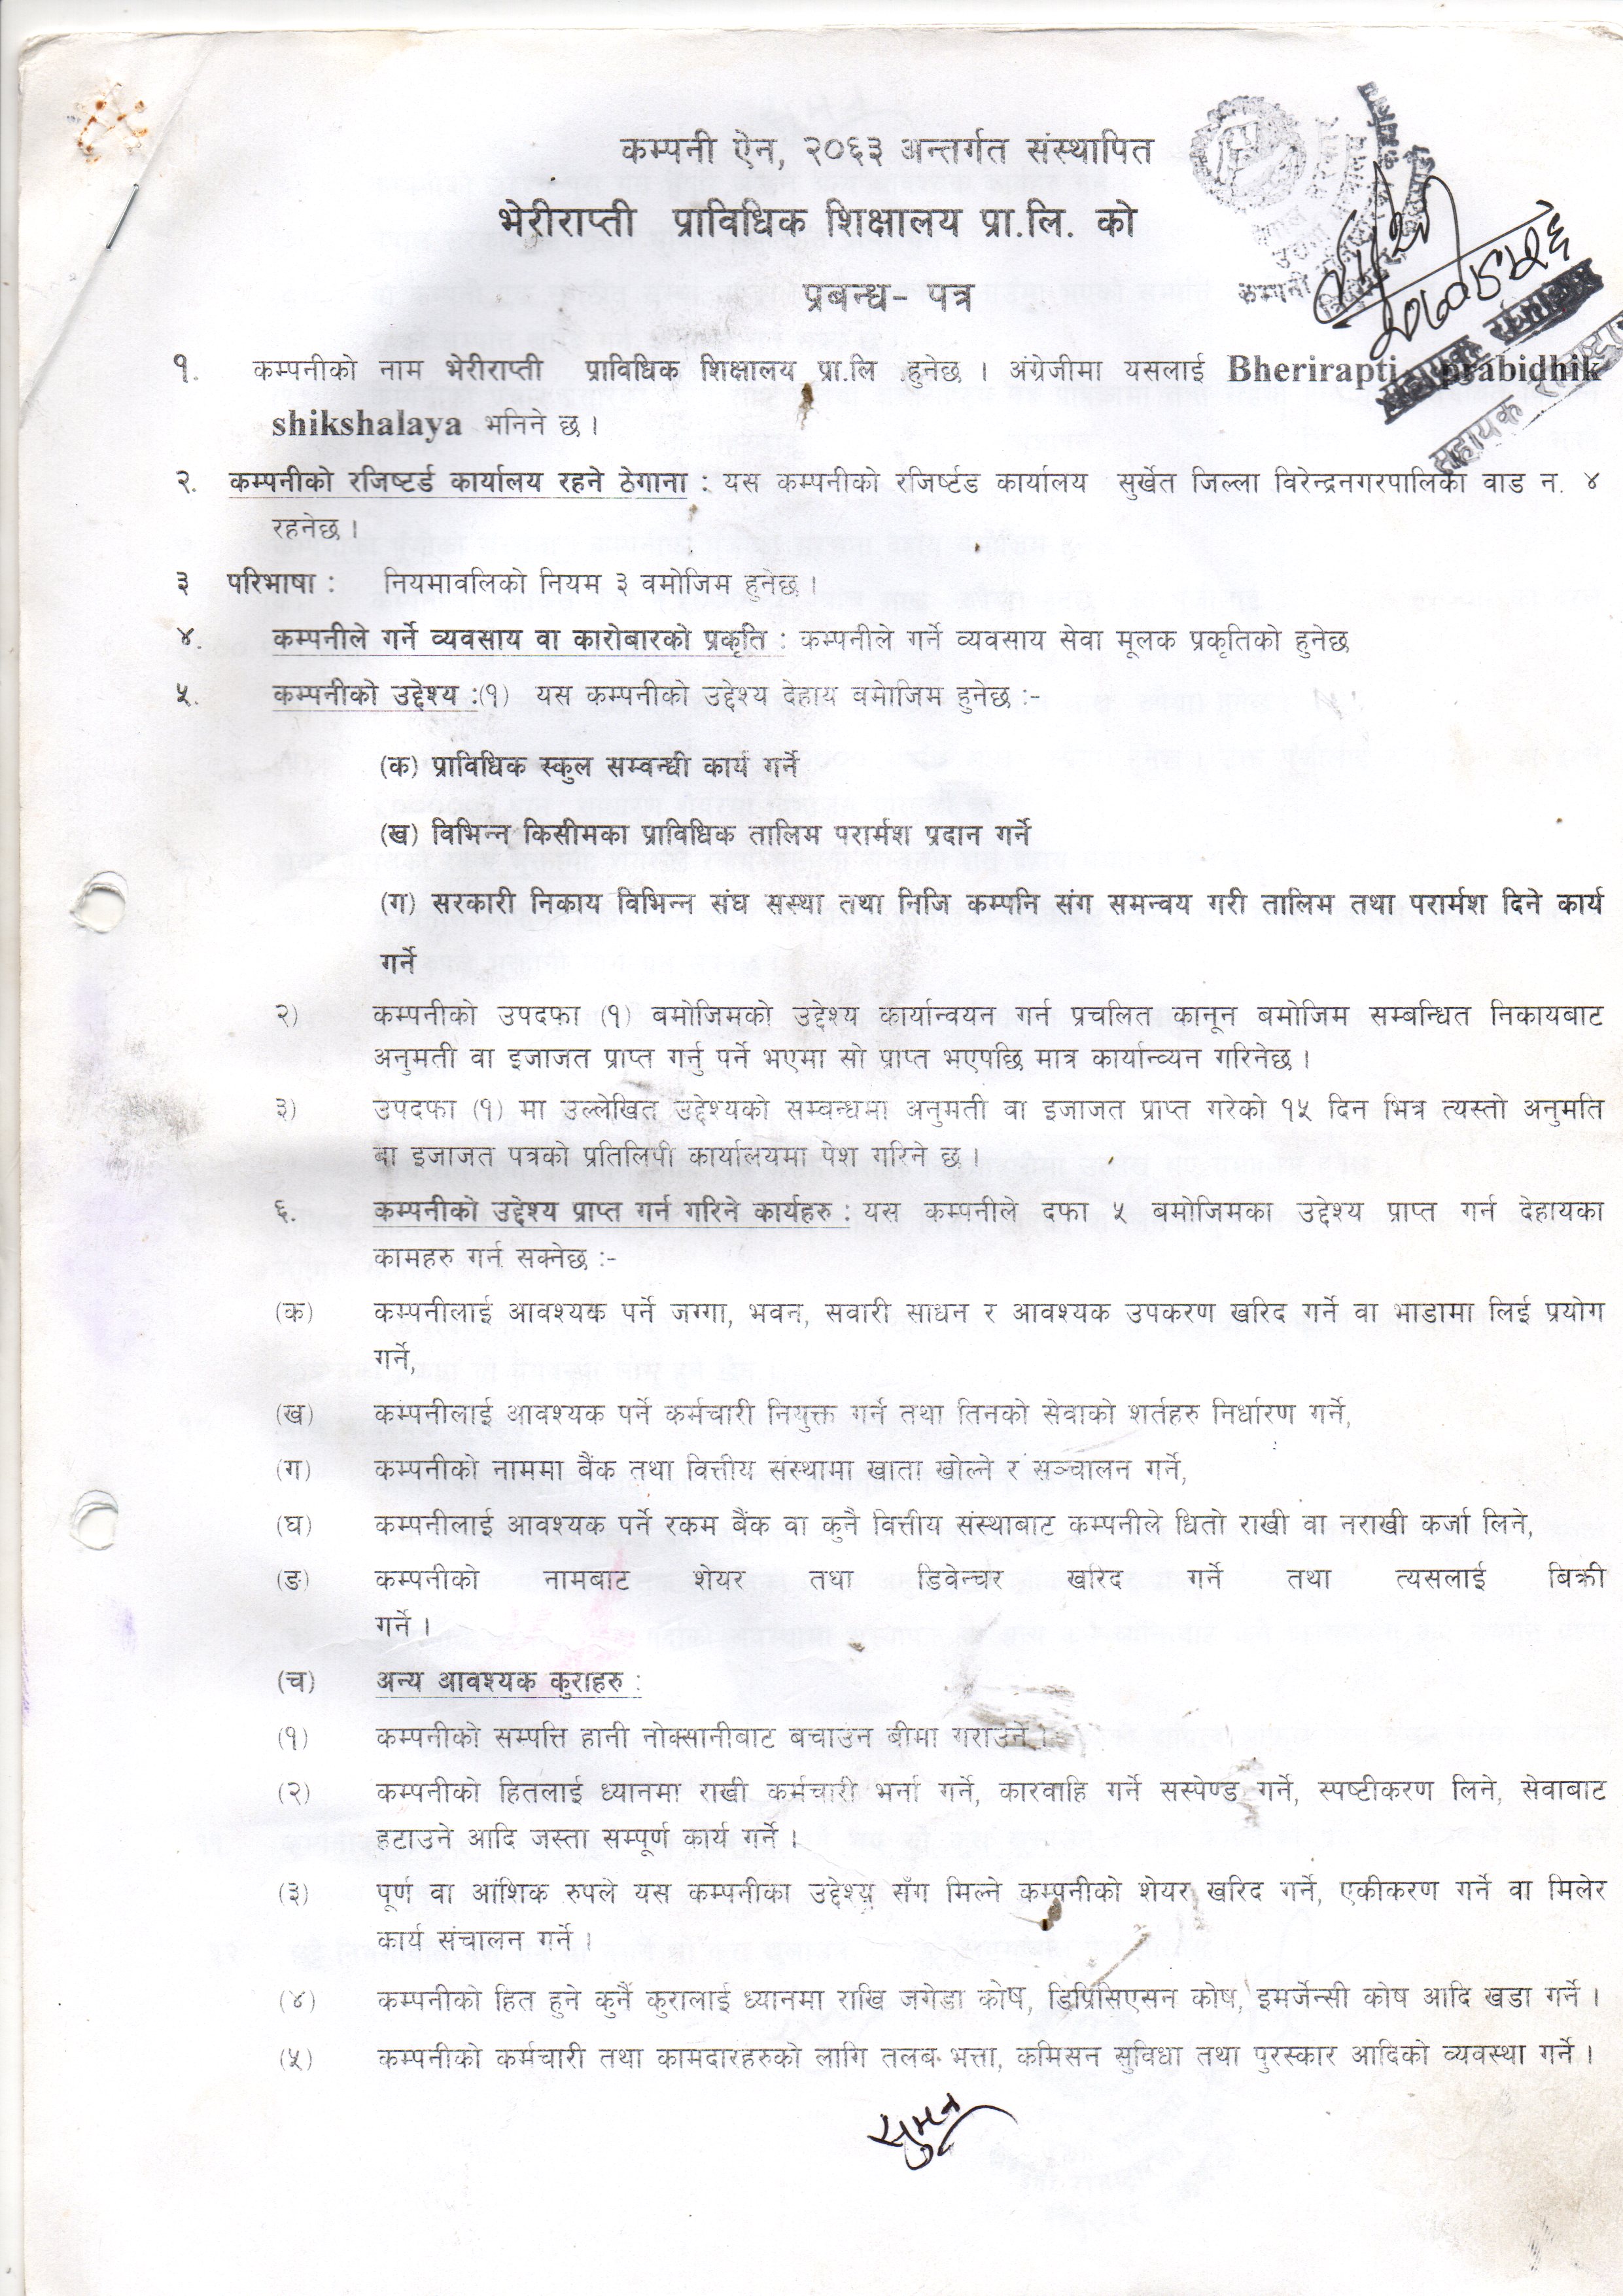 कम्पनी ऐन, २०६३ अन्तर्गत संस्थापित
भेरीराप्ती प्राविधिक शिक्षालय प्रा.लि. को
प्रबन्ध- पत्र
१. कम्पनीको नाम भेरीराप्ती प्राविधिक शिक्षालय प्रा.लि हुनेछ । अंग्रेजीमा यसलाई Bherirapti prabidhik
shikshalaya भनिने छ ।
२. कम्पनीको रजिष्टर्ड कार्यालय रहने ठेगाना : यस कम्पनीको रजिर्ष्टड कार्यालय सुर्खेत जिल्ला विरेन्द्रनगरपालिका वाड न. ४
रहनेछ ।
३ परिभाषा : नियमावलिको नियम ३ वमोजिम हुनेछ ।
४. कम्पनीले गर्ने व्यवसाय वा कारोबारको प्रकृति : कम्पनीले गर्ने व्यवसाय सेवा मूलक प्रकृतिको हुनेछ
५. कम्पनीको उद्देश्य :(१) यस कम्पनीको उद्देश्य देहाय वमोजिम हुनेछ :-
(क) प्राविधिक स्कुल सम्वन्धी कार्य गर्ने
(ख) विभिन्न किसीमका प्राविधिक तालिम परार्मश प्रदान गर्ने
(ग) सरकारी निकाय विभिन्न संघ सस्था तथा निजि कम्पनि संग समन्वय गरी तालिम तथा परार्मश दिने कार्य
गर्ने
२) कम्पनीको उपदफा (१) बमोजिमको उद्देश्य कार्यान्वयन गर्न प्रचलित कानून बमोजिम सम्बन्धित निकायबाट
अनुमती वा इजाजत प्राप्त गर्नु पर्ने भएमा सो प्राप्त भएपछि मात्र कार्यान्व्यन गरिनेछ ।
३) उपदफा (१) मा उल्लेखित उद्देश्यको सम्बन्धमा अनुमती वा इजाजत प्राप्त गरेको १५ दिन भित्र त्यस्तो अनुमति
बा इजाजत पत्रको प्रतिलिपी कार्यालयमा पेश गरिने छ ।
६. कम्पनीको उद्देश्य प्राप्त गर्न गरिने कार्यहरु : यस कम्पनीले दफा ५ बमोजिमका उद्देश्य प्राप्त गर्न देहायका
कामहरु गर्न सक्नेछ :-
(क) कम्पनीलाई आवश्यक पर्ने जग्गा, भवन, सवारी साधन र आवश्यक उपकरण खरिद गर्ने वा भाडामा लिई प्रयोग
गर्ने,
(ख) कम्पनीलाई आवश्यक पर्ने कर्मचारी नियुक्त गर्ने तथा तिनको सेवाको शर्तहरु निर्धारण गर्ने,
(ग) कम्पनीको नाममा बैंक तथा वित्तीय संस्थामा खाता खोल्ने र सञ्चालन गर्ने,
(घ) कम्पनीलाई आवश्यक पर्ने रकम बैंक वा कुनै वित्तीय संस्थाबाट कम्पनीले धितो राखी वा नराखी कर्जा लिने,
(ङ) कम्पनीको नामबाट शेयर तथा डिवेन्चर खरिद गर्ने तथा त्यसलाई बिक्री
गर्ने ।
(च) अन्य आवश्यक कुराहरु :
(१) कम्पनीको सम्पत्ति हानी नोक्सानीबाट बचाउन बीमा गराउने ।
(२) कम्पनीको हितलाई ध्यानमा राखी कर्मचारी भर्ना गर्ने, कारवाहि गर्ने सस्पेण्ड गर्ने, स्पष्टीकरण लिने, सेवाबाट
हटाउने आदि जस्ता सम्पूर्ण कार्य गर्ने ।
(३) पूर्ण वा आंशिक रुपले यस कम्पनीका उद्देश्य सँग मिल्ने कम्पनीको शेयर खरिद गर्ने, एकीकरण गर्ने वा मिलेर
कार्य संचालन गर्ने ।
(४) कम्पनीको हित हुने कुनैं कुरालाई ध्यानमा राखि जगेडा कोष, डिप्रिसिएसन कोष, इमर्जेन्सी कोष आदि खडा गर्ने ।
(५) कम्पनीको कर्मचारी तथा कामदारहरुको लागि तलब भत्ता, कमिसन सुविधा तथा पुरस्कार आदिको व्यवस्था गर्ने ।
सुमन